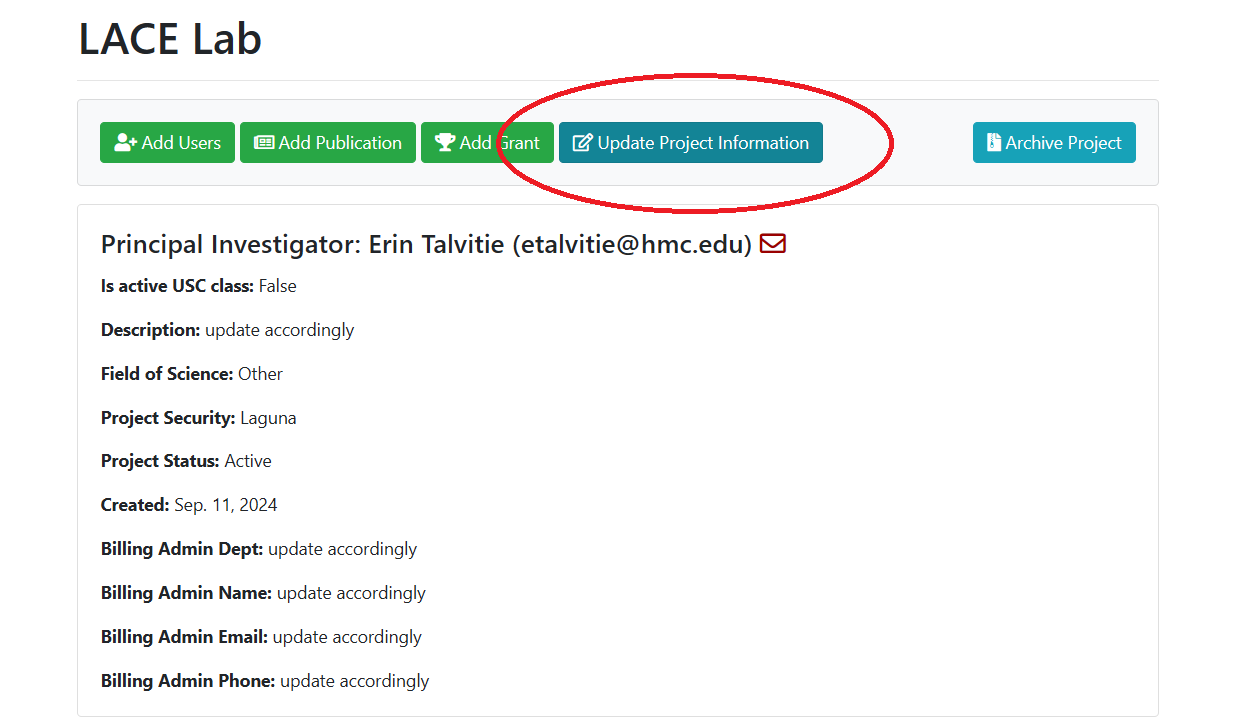 LACE Lab
Add Users Add Publication Add Grant Update Project Information Archive Project
Principal Investigator: Erin Talvitie (etalvitie@hmc.edu)
Is active USC class: False
Description: update accordingly
Field of Science: Other
Project Security: Laguna
Project Status: Active
Created: Sep. 11, 2024
Billing Admin Dept: update accordingly
Billing Admin Name: update accordingly
Billing Admin Email: update accordingly
Billing Admin Phone: update accordingly